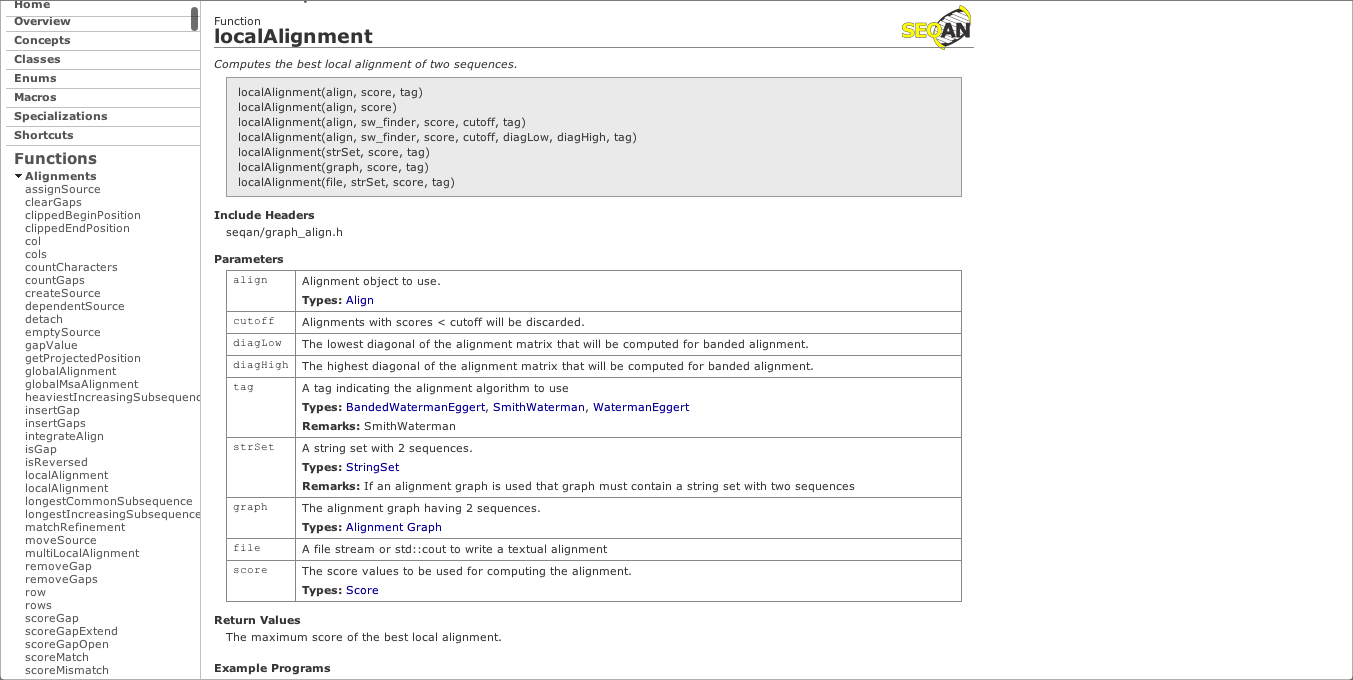 Home
Overview
Concepts
Classes
Enums
Macros
Specializations
Shortcuts
Functions
Alignments
assignSource
clearGaps
clippedBeginPosition
clippedEndPosition
col
cols
countCharacters
countGaps
createSource
dependentSource
detach
emptySource
gapValue
getProjectedPosition
globalAlignment
globalMsaAlignment
heaviestIncreasingSubsequenc
insertGap
insertGaps
integrateAlign
isGap
isReversed
localAlignment
localAlignment
longestCommonSubsequence
longestIncreasingSubsequence
matchRefinement
moveSource
multiLocalAlignment
removeGap
removeGaps
row
rows
scoreGap
scoreGapExtend
scoreGapOpen
scoreMatch
scoreMismatch
Function
localAlignment
SEQAN
Computes the best local alignment of two sequences.
localAlignment(align, score, tag)
localAlignment(align, score)
localAlignment(align, sw_finder, score, cutoff, tag)
localAlignment(align, sw_finder, score, cutoff, diagLow, diagHigh, tag)
localAlignment(strSet, score, tag)
localAlignment(graph, score, tag)
localAlignment(file, strSet, score, tag)
Include Headers
seqan/graph_align.h
Parameters
align Alignment object to use.
Types: Align
cutoff Alignments with scores < cutoff will be discarded.
diagLow The lowest diagonal of the alignment matrix that will be computed for banded alignment.
diagHigh The highest diagonal of the alignment matrix that will be computed for banded alignment.
tag A tag indicating the alignment algorithm to use
Types: BandedWatermanEggert, SmithWaterman, WatermanEggert
Remarks: SmithWaterman
strSet A string set with 2 sequences.
Types: StringSet
Remarks: If an alignment graph is used that graph must contain a string set with two sequences
graph The alignment graph having 2 sequences.
Types: Alignment Graph
file A file stream or std::cout to write a textual alignment
score The score values to be used for computing the alignment.
Types: Score
Return Values
The maximum score of the best local alignment.
Example Programs